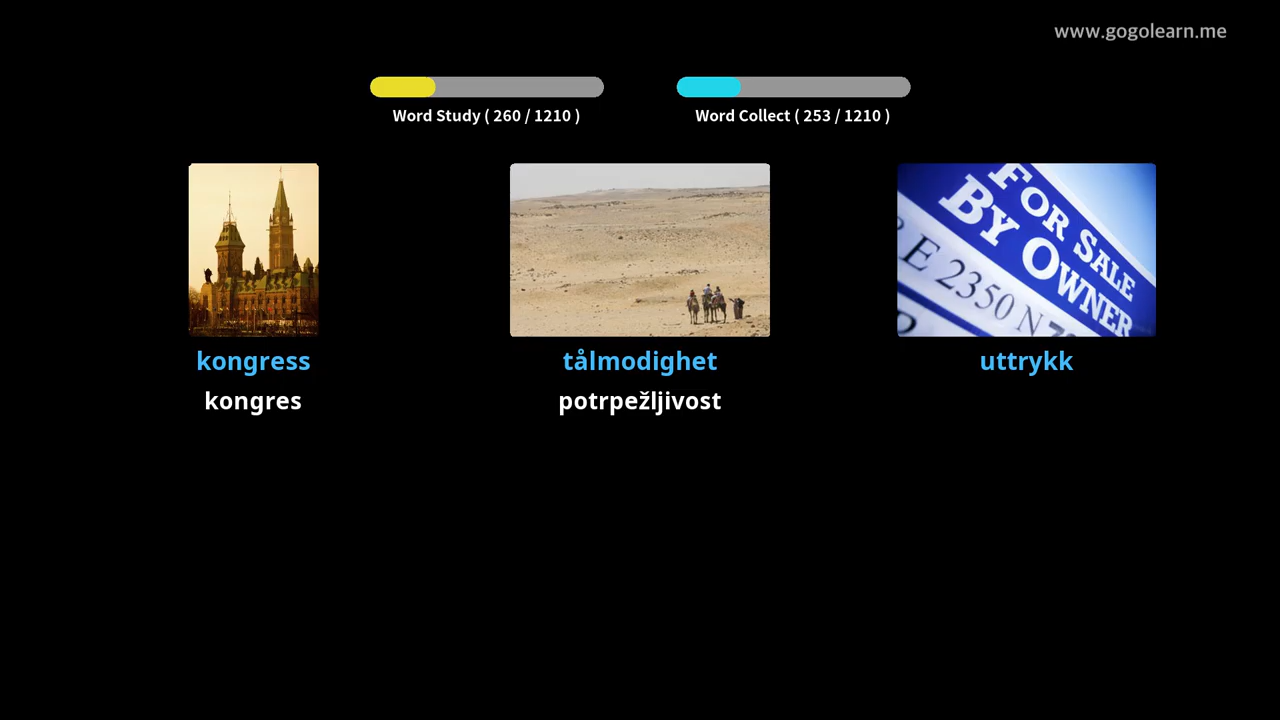 www.gogolearn.me
Word Study ( 260 / 1210 )
Word Collect ( 253 / 1210 )
FOR SALE
BY OWNER
E 2350 N
kongress
tålmodighet
uttrykk
kongres
potrpežljivost